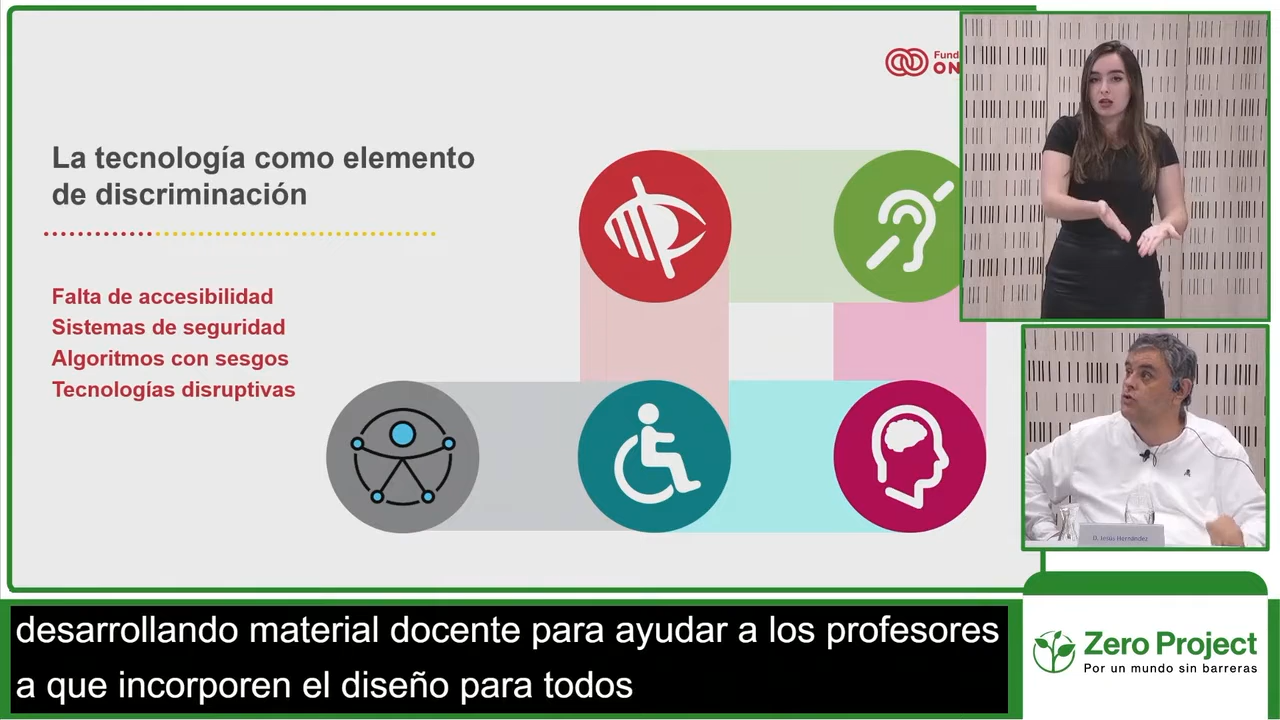 Fund
ON
La tecnología como elemento
de discriminación
Falta de accesibilidad
Sistemas de seguridad
Algoritmos con sesgos
Tecnologías disruptivas
D. Jesús Hernández
desarrollando material docente para ayudar a los profesores
a que incorporen el diseño para todos
Zero Project
Por un mundo sin barreras